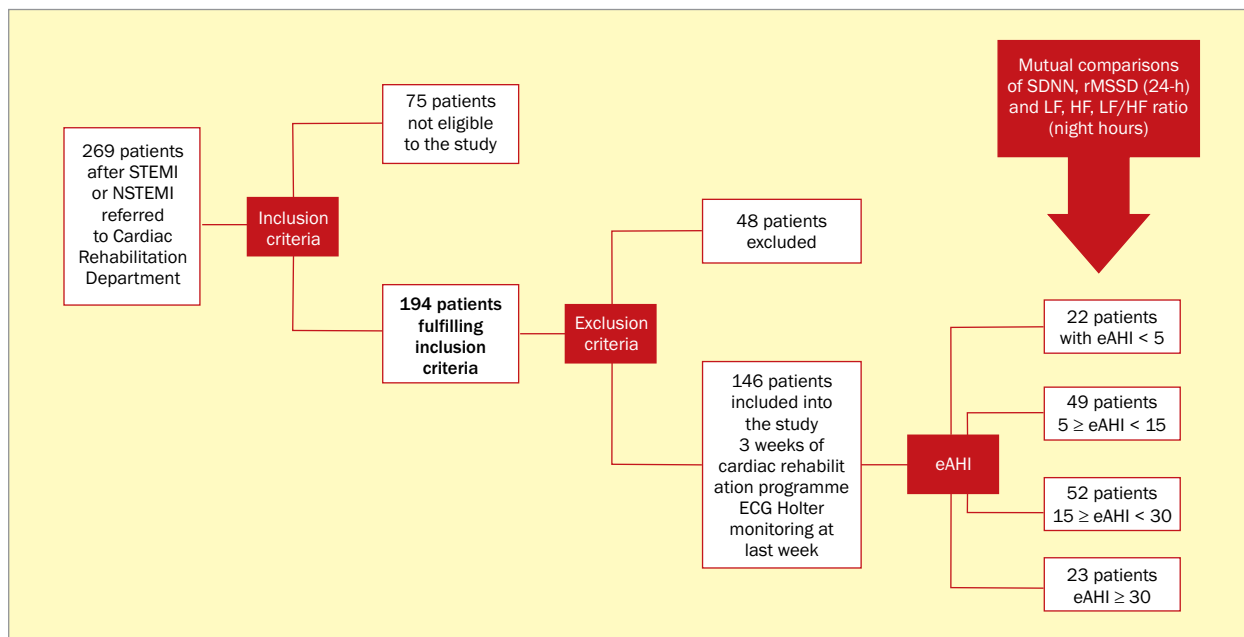 269 patients
after STEMI
or NSTEMI
referred
to Cardiac
Rehabilitation
Department
Inclusion
criteria
75 patients
not eligible
to the study
194 patients
fulfilling
inclusion
criteria
Exclusion
criteria
48 patients
excluded
146 patients
included into
the study
3 weeks of
cardiac rehabilit
ation programme
ECG Holter
monitoring at
last week
eAHI
Mutual comparisons
of SDNN, rMSSD (24-h)
and LF, HF, LF/HF ratio
(night hours)
22 patients
with eAHI < 5
49 patients
5 ≥ eAHI < 15
52 patients
15 ≥ eAHI < 30
23 patients
eAHI ≥ 30